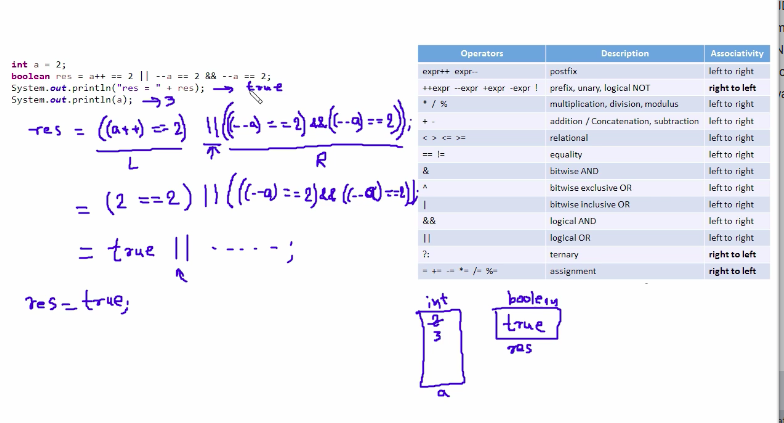 int a = 2;
boolean res = a++ == 2 || --a == 2 && --a == 2;
System.out.println("res = " + res); → true
System.out.println(a); → 3
res = ((a++) == 2) || (((--a) == 2) && ((--a) == 2));
L R
= (2 == 2) || (((--a) == 2) && ((--a) == 2));
= true || -----;
res = true;
Operators Description Associativity
expr++ expr-- postfix left to right
++expr --expr +expr -expr ! prefix, unary, logical NOT right to left
* / % multiplication, division, modulus left to right
+ - addition / Concatenation, subtraction left to right
< > <= >= relational left to right
== != equality left to right
& bitwise AND left to right
^ bitwise exclusive OR left to right
| bitwise inclusive OR left to right
&& logical AND left to right
|| logical OR left to right
?: ternary right to left
= += -= *= /= %= assignment right to left
int boolean
2 true
3
res
a